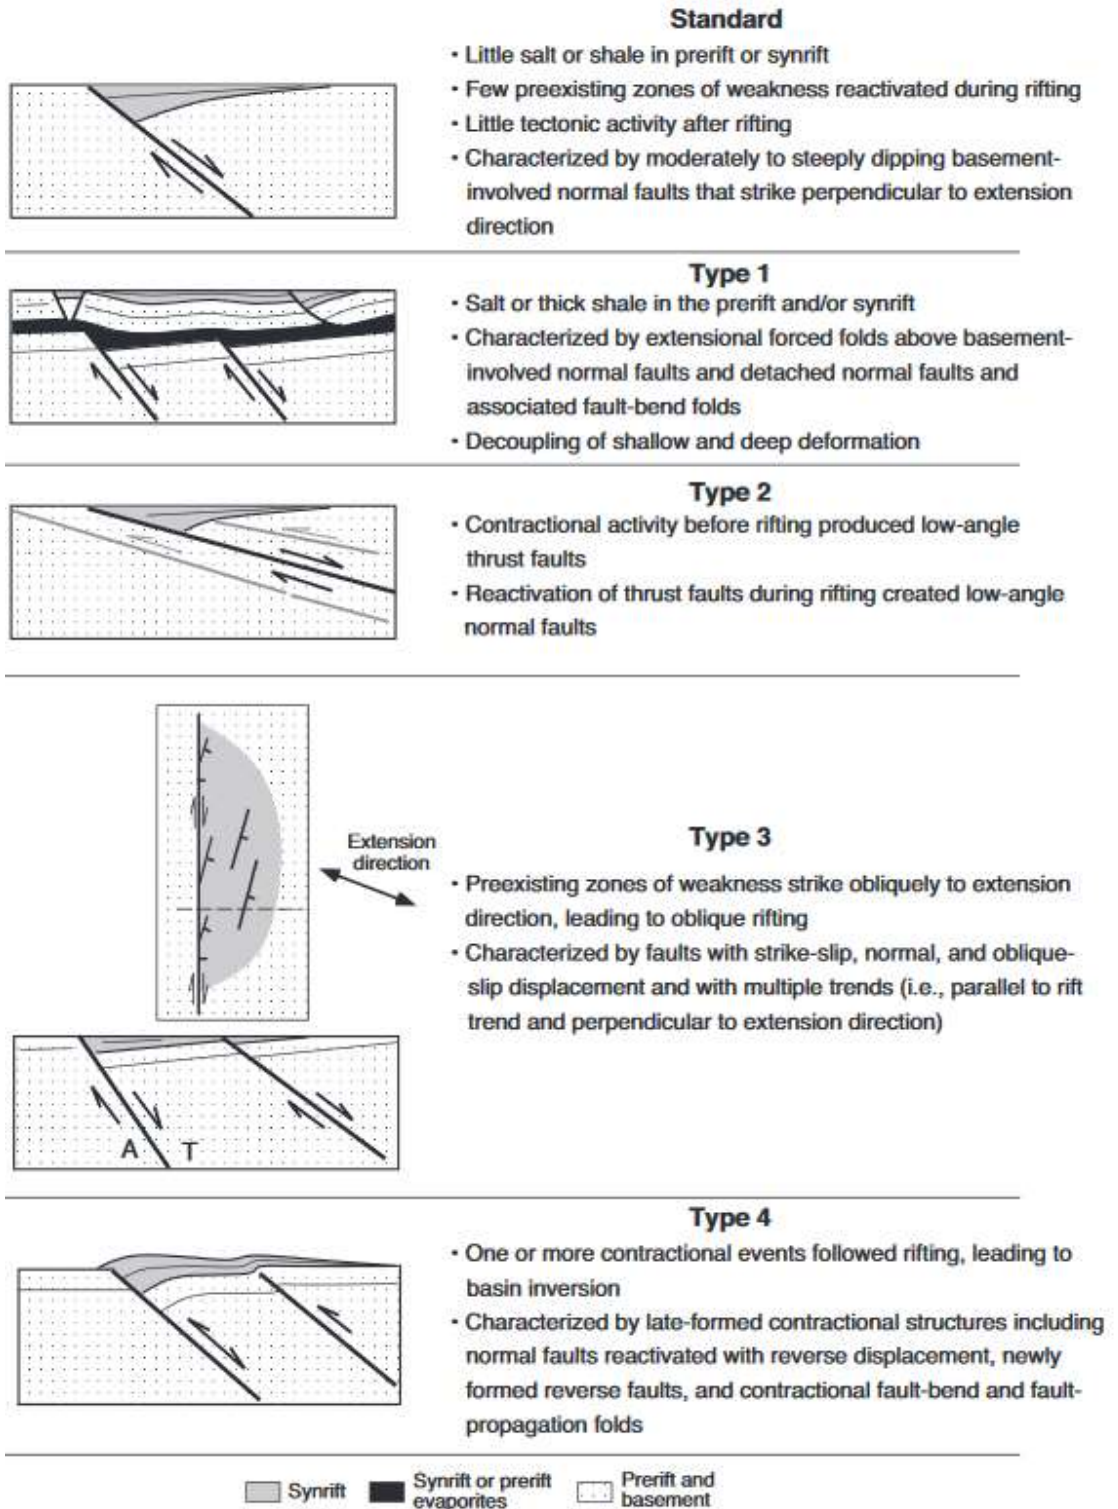 Standard
• Little salt or shale in prerift or synrift
• Few preexisting zones of weakness reactivated during rifting
• Little tectonic activity after rifting
• Characterized by moderately to steeply dipping basement-
involved normal faults that strike perpendicular to extension
direction
Type 1
• Salt or thick shale in the prerift and/or synrift
• Characterized by extensional forced folds above basement-
involved normal faults and detached normal faults and
associated fault-bend folds
• Decoupling of shallow and deep deformation
Type 2
• Contractional activity before rifting produced low-angle
thrust faults
• Reactivation of thrust faults during rifting created low-angle
normal faults
Extension
direction
Type 3
• Preexisting zones of weakness strike obliquely to extension
direction, leading to oblique rifting
• Characterized by faults with strike-slip, normal, and oblique-
slip displacement and with multiple trends (i.e., parallel to rift
trend and perpendicular to extension direction)
A T
Type 4
• One or more contractional events followed rifting, leading to
basin inversion
• Characterized by late-formed contractional structures including
normal faults reactivated with reverse displacement, newly
formed reverse faults, and contractional fault-bend and fault-
propagation folds
Synrift
Synrift or prerift
evaporites
Prerift and
basement